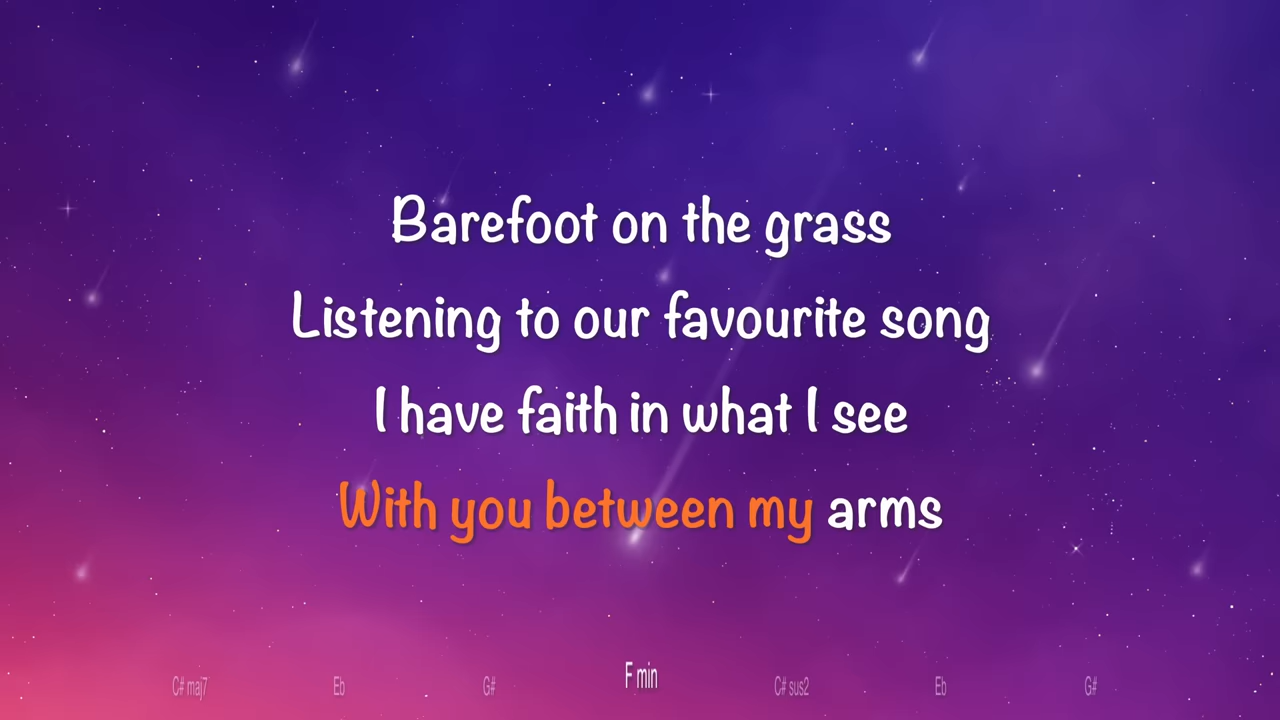 Barefoot on the grass
Listening to our favourite song
I have faith in what I see
With you between my arms
C# maj7 Eb G# F min C# sus2 Eb G#